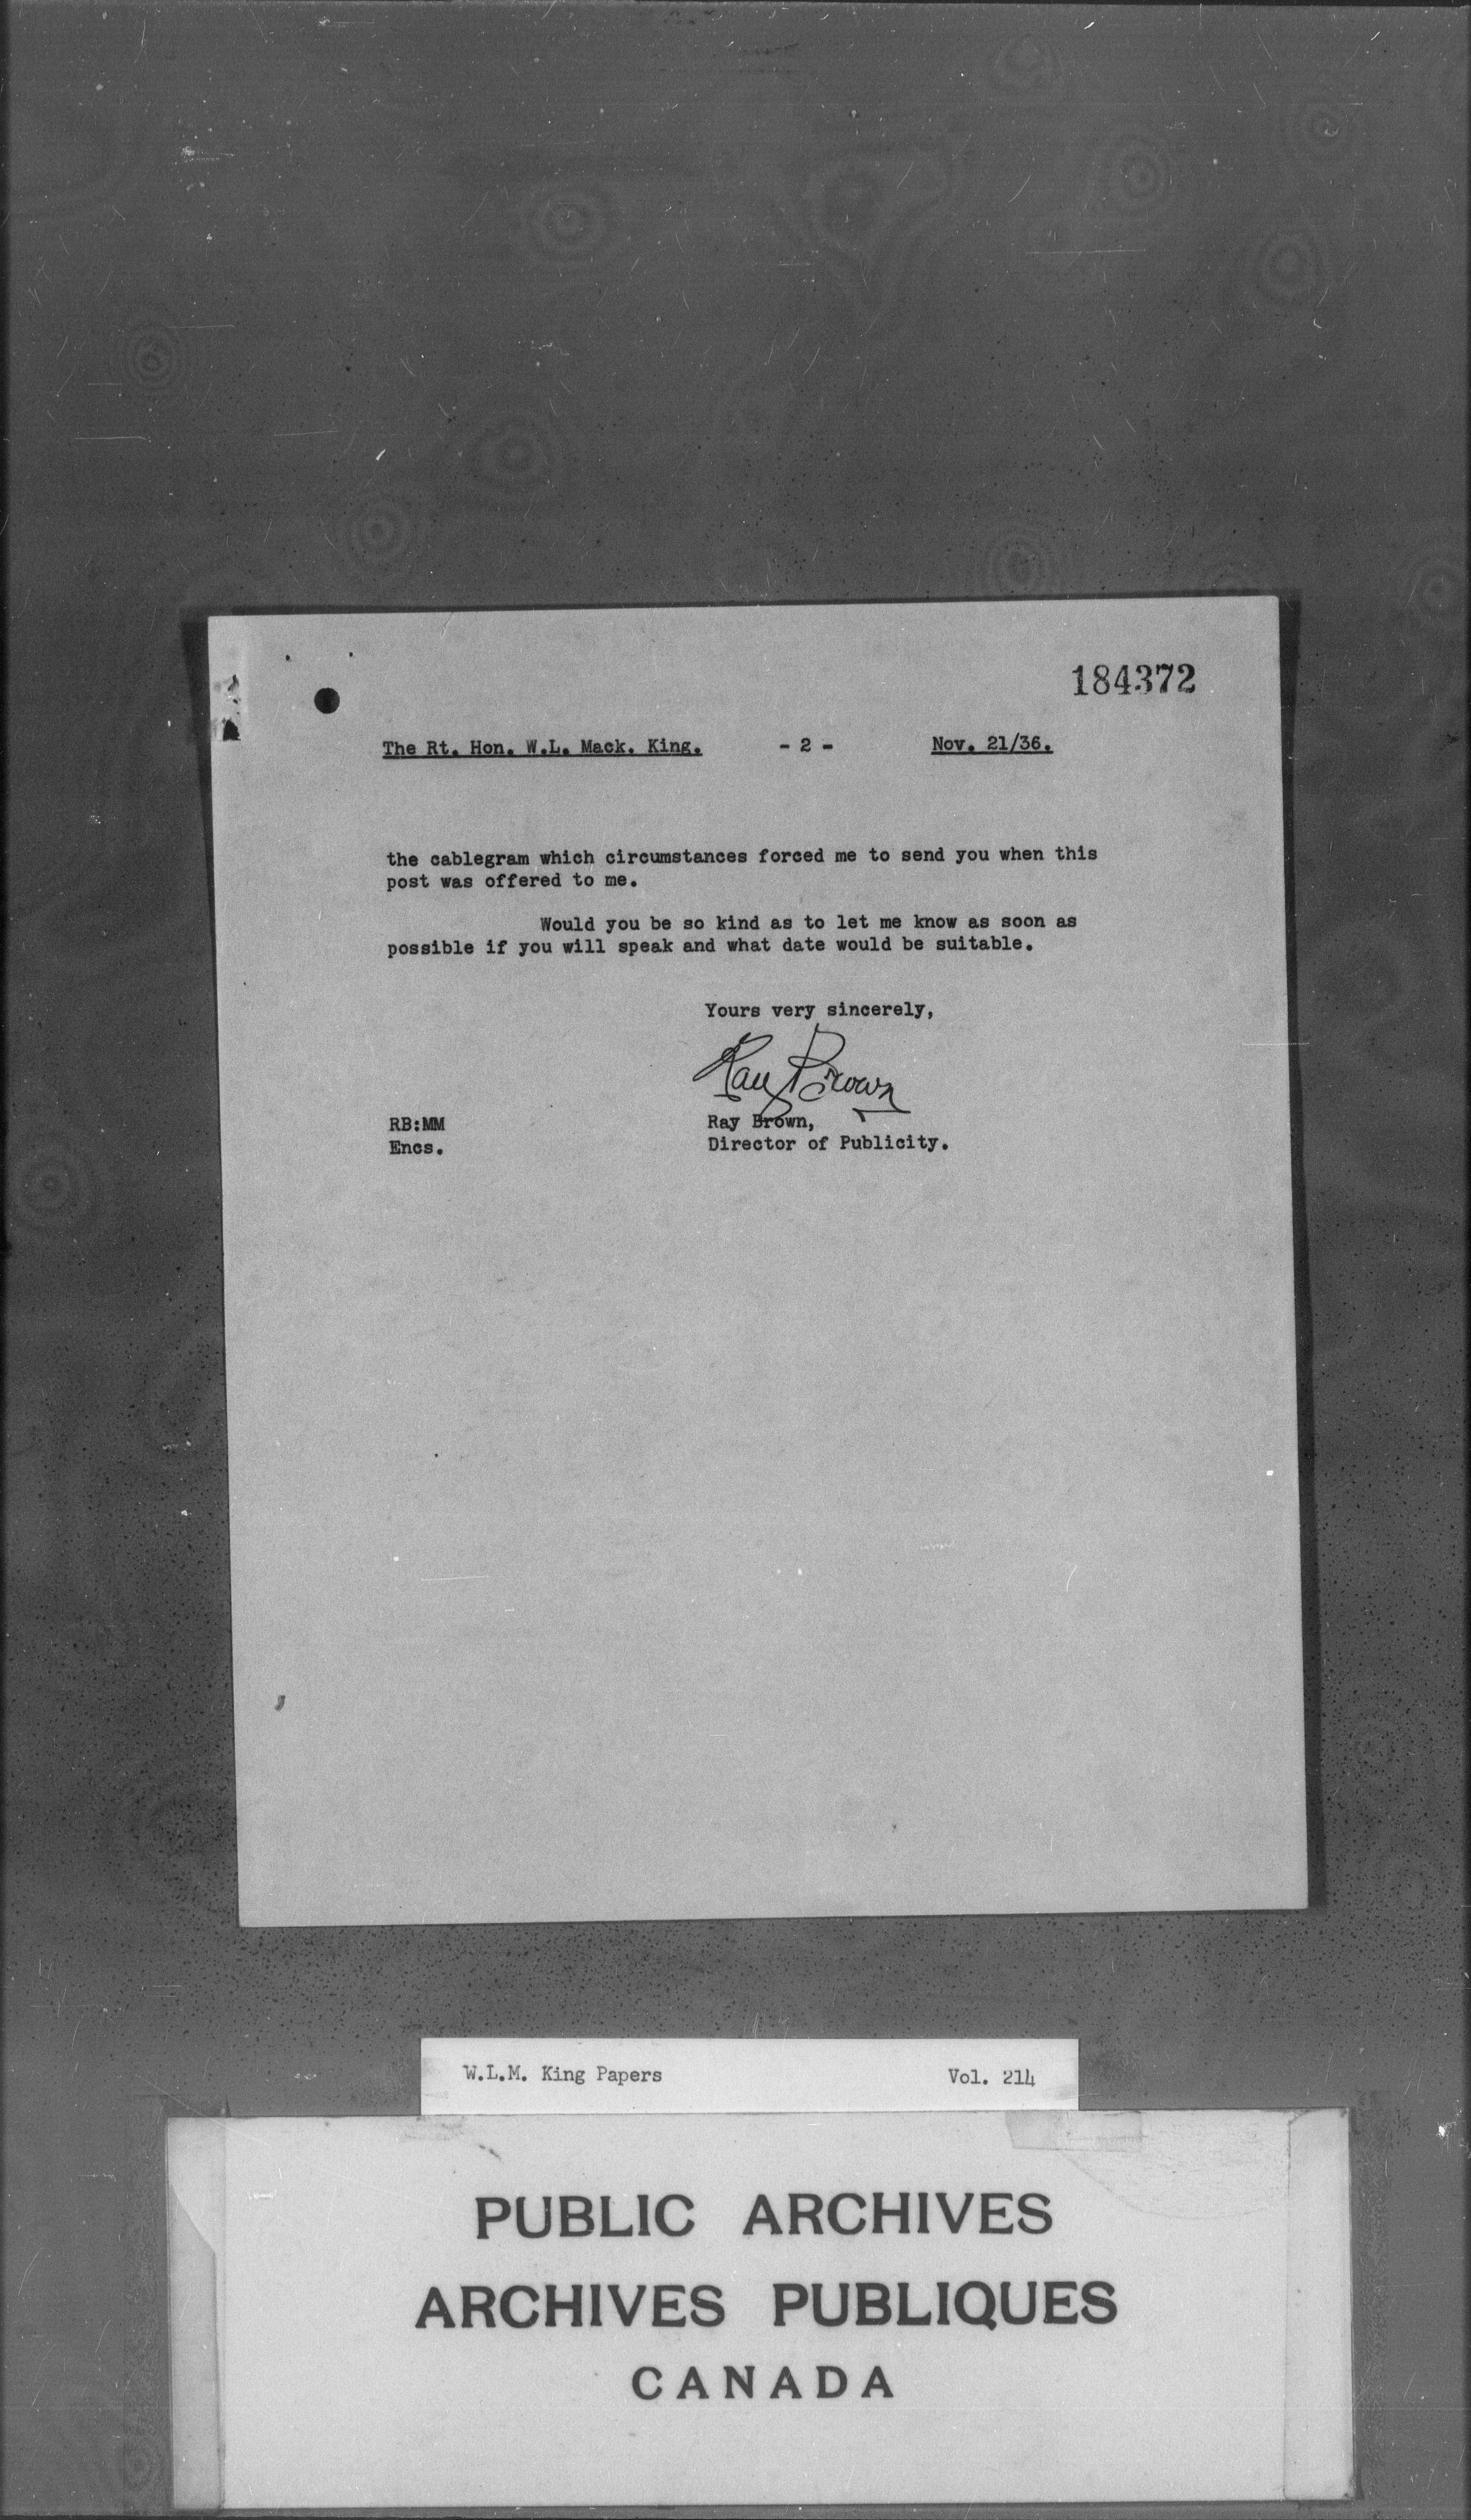 184372
The Rt. Hon. W.L. Mack. King. - 2 - Nov. 21/36.
the cablegram which circumstances forced me to send you when this
post was offered to me.
Would you be so kind as to let me know as soon as
possible if you will speak and what date would be suitable.
Yours very sincerely,
Ray Brown
RB:MM Ray Brown,
Encs. Director of Publicity.
W.L.M. King Papers Vol. 214
PUBLIC ARCHIVES
ARCHIVES PUBLIQUES
CANADA